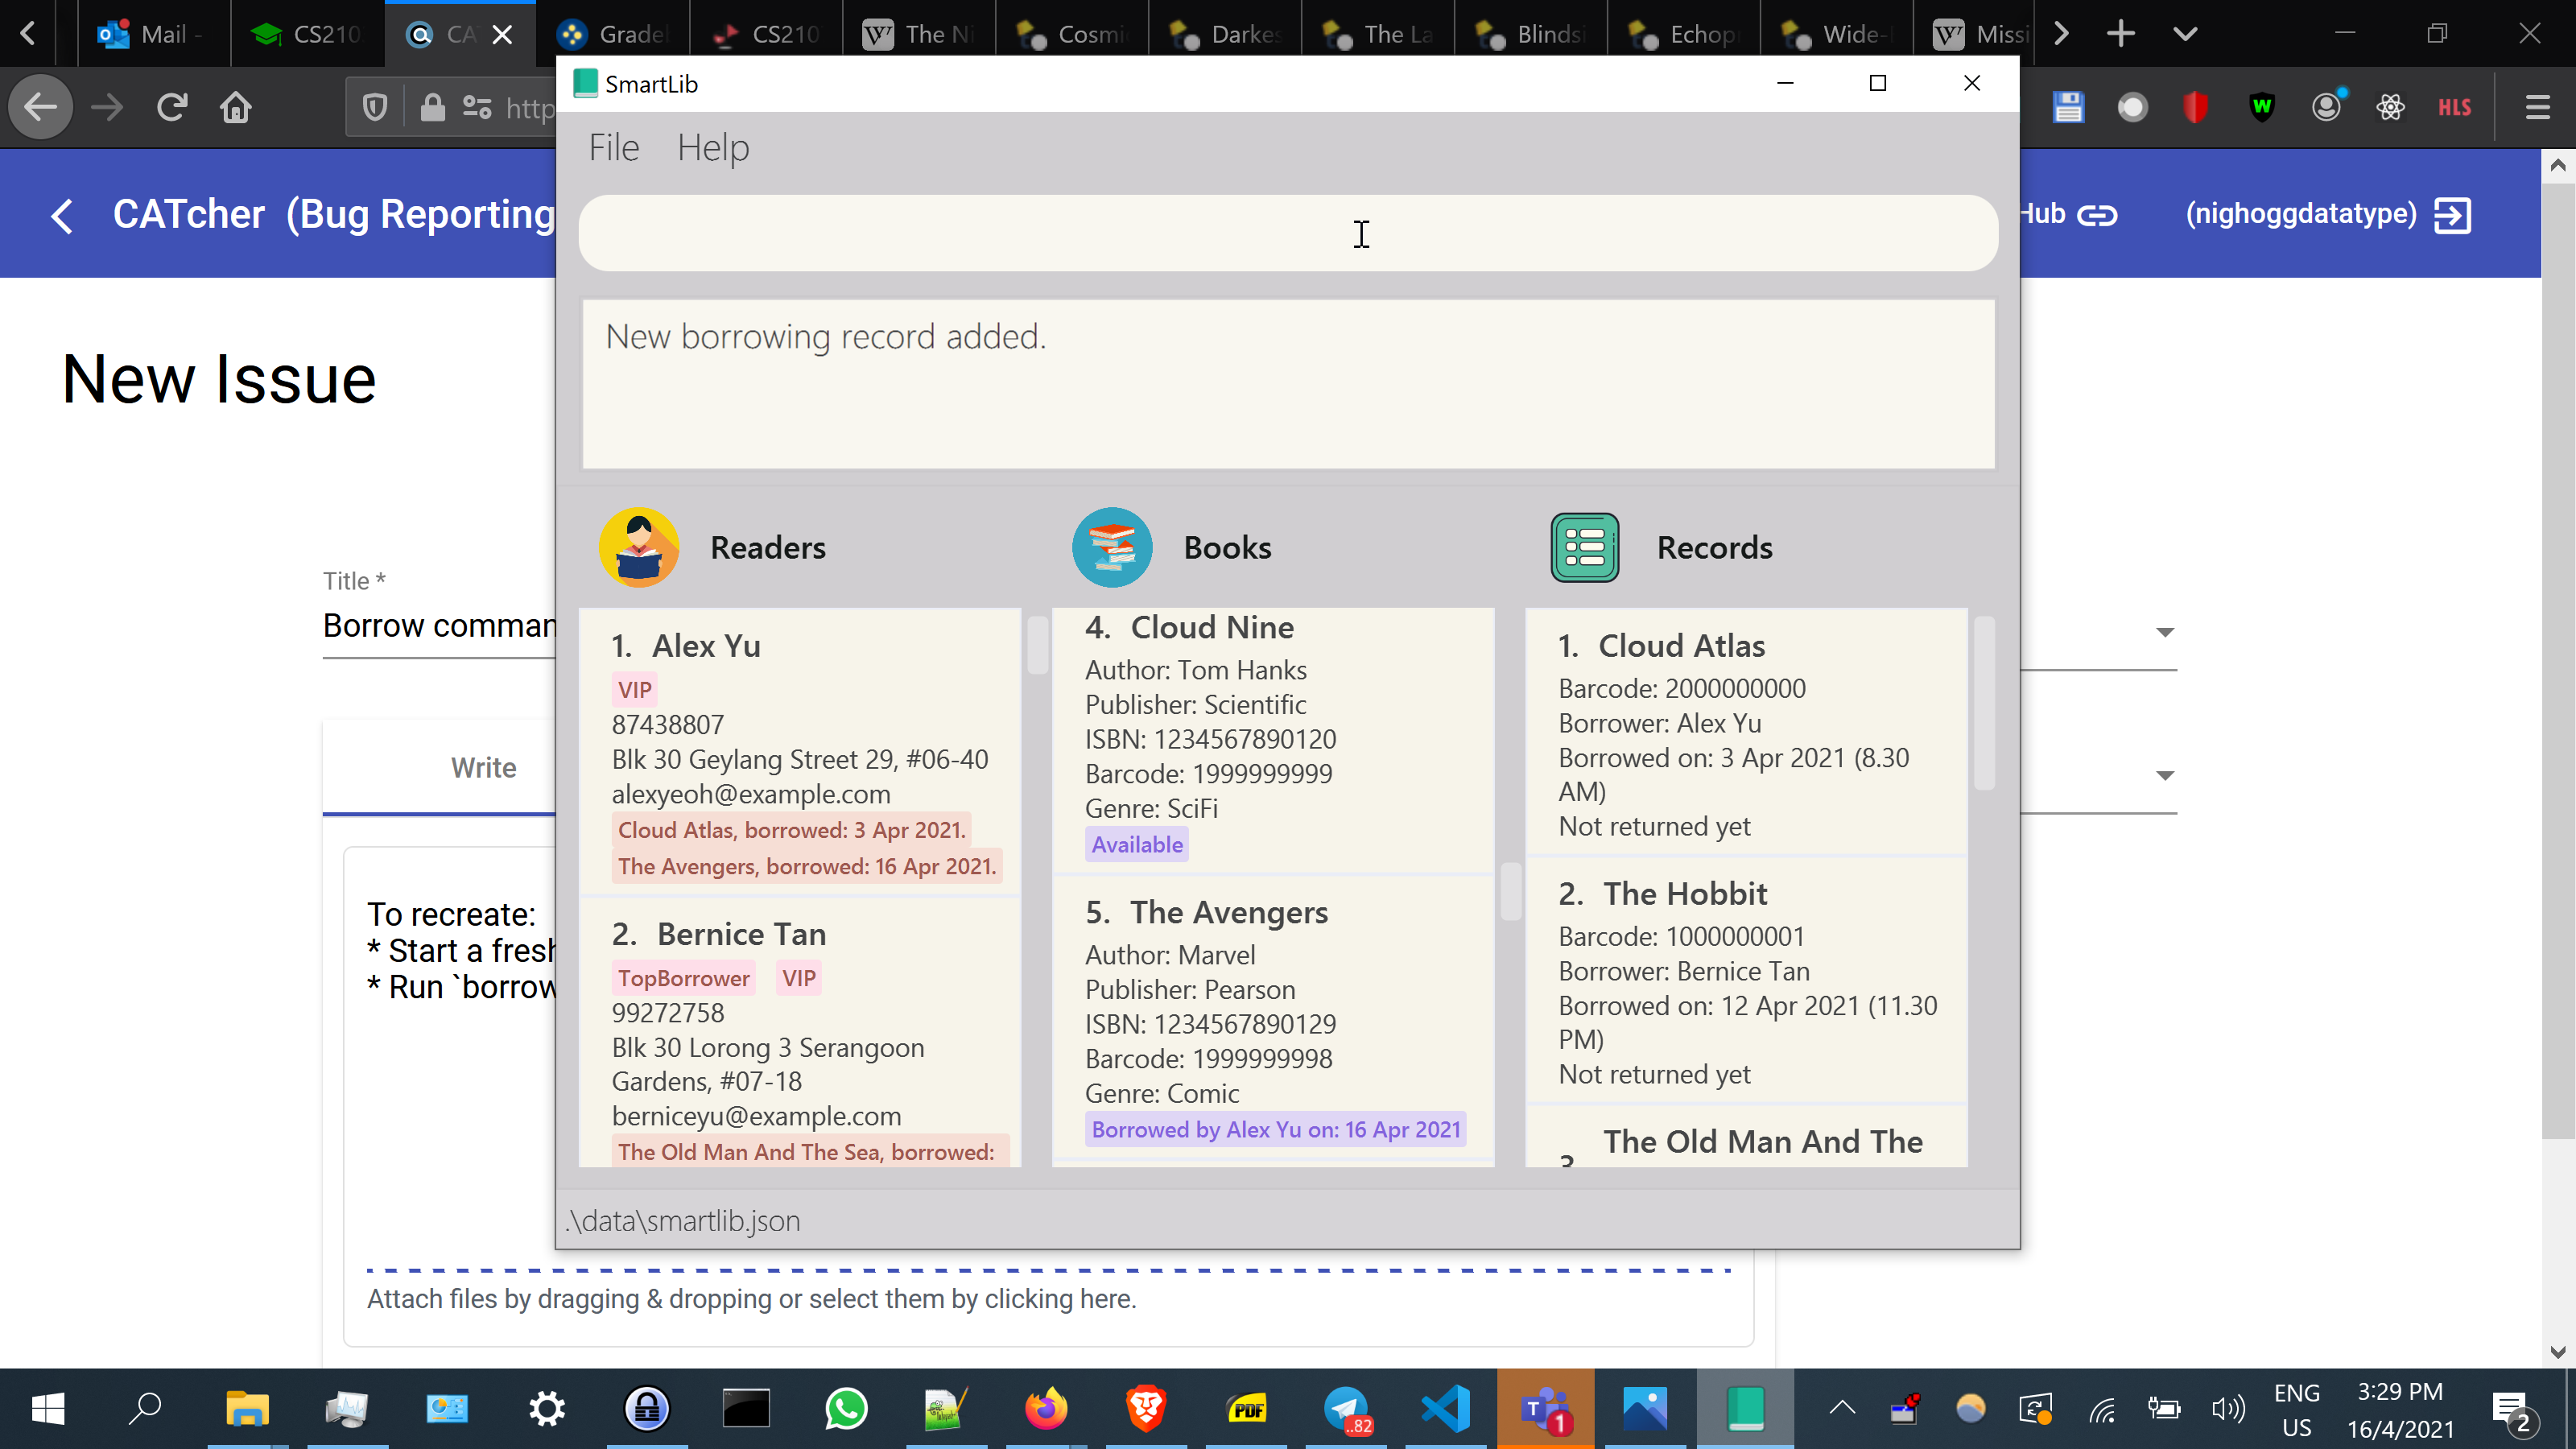 Mail -
CS210
CA
Gradel
CS210
The Ni
Cosmi
Darkes
The La
Blindsi
Echop
Wide-
Missi
http
HLS
SmartLib
File Help
CATcher (Bug Reporting
Hub
(nighoggdatatype)
New borrowing record added.
New Issue
Title *
Borrow comman
Write
To recreate:
* Start a fresh
* Run `borrow
Attach files by dragging & dropping or select them by clicking here.
Readers
1. Alex Yu
VIP
87438807
Blk 30 Geylang Street 29, #06-40
alexyeoh@example.com
Cloud Atlas, borrowed: 3 Apr 2021.
The Avengers, borrowed: 16 Apr 2021.
2. Bernice Tan
TopBorrower VIP
99272758
Blk 30 Lorong 3 Serangoon
Gardens, #07-18
berniceyu@example.com
The Old Man And The Sea, borrowed:
Books
4. Cloud Nine
Author: Tom Hanks
Publisher: Scientific
ISBN: 1234567890120
Barcode: 1999999999
Genre: SciFi
Available
5. The Avengers
Author: Marvel
Publisher: Pearson
ISBN: 1234567890129
Barcode: 1999999998
Genre: Comic
Borrowed by Alex Yu on: 16 Apr 2021
Records
1. Cloud Atlas
Barcode: 2000000000
Borrower: Alex Yu
Borrowed on: 3 Apr 2021 (8.30
AM)
Not returned yet
2. The Hobbit
Barcode: 1000000001
Borrower: Bernice Tan
Borrowed on: 12 Apr 2021 (11.30
PM)
Not returned yet
3. The Old Man And The
.\data\smartlib.json
PDF
..82
T
1
ENG
US
3:29 PM
16/4/2021
2